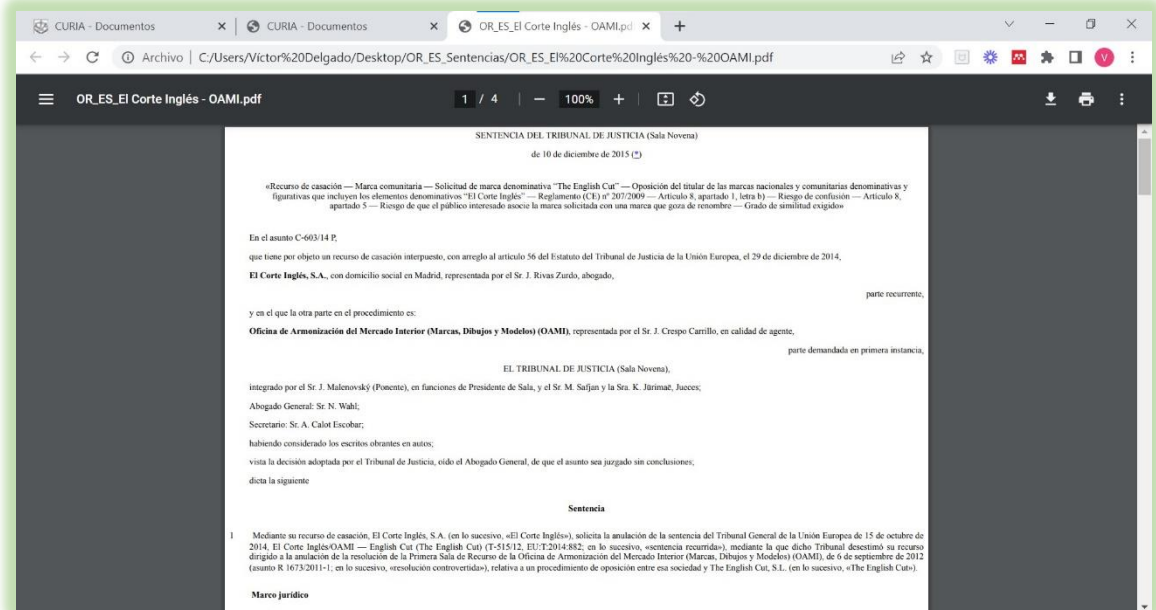 CURIA - Documentos
CURIA - Documentos
OR_ES_El Corte Inglés - OAMI.pd
Archivo | C:/Users/Víctor%20Delgado/Desktop/OR_ES_Sentencias/OR_ES_El%20Corte%20Inglés%20-%20OAMI.pdf
V
OR_ES_El Corte Inglés - OAMI.pdf
1 / 4
100%
SENTENCIA DEL TRIBUNAL DE JUSTICIA (Sala Novena)
de 10 de diciembre de 2015 (*)
«Recurso de casación — Marca comunitaria — Solicitud de marca denominativa “The English Cut” — Oposición del titular de las marcas nacionales y comunitarias denominativas y
figurativas que incluyen los elementos denominativos “El Corte Inglés” — Reglamento (CE) nº 207/2009 — Artículo 8, apartado 1, letra b) — Riesgo de confusión — Artículo 8,
apartado 5 — Riesgo de que el público interesado asocie la marca solicitada con una marca que goza de renombre — Grado de similitud exigido»
En el asunto C-603/14 P,
que tiene por objeto un recurso de casación interpuesto, con arreglo al artículo 56 del Estatuto del Tribunal de Justicia de la Unión Europea, el 29 de diciembre de 2014,
El Corte Inglés, S.A., con domicilio social en Madrid, representada por el Sr. J. Rivas Zurdo, abogado,
parte recurrente,
y en el que la otra parte en el procedimiento es:
Oficina de Armonización del Mercado Interior (Marcas, Dibujos y Modelos) (OAMI), representada por el Sr. J. Crespo Carrillo, en calidad de agente,
parte demandada en primera instancia,
EL TRIBUNAL DE JUSTICIA (Sala Novena),
integrado por el Sr. J. Malenovský (Ponente), en funciones de Presidente de Sala, y el Sr. M. Safjan y la Sra. K. Jürimäe, Jueces;
Abogado General: Sr. N. Wahl;
Secretario: Sr. A. Calot Escobar;
habiendo considerado los escritos obrantes en autos;
vista la decisión adoptada por el Tribunal de Justicia, oído el Abogado General, de que el asunto sea juzgado sin conclusiones;
dicta la siguiente
Sentencia
1 Mediante su recurso de casación, El Corte Inglés, S.A. (en lo sucesivo, «El Corte Inglés»), solicita la anulación de la sentencia del Tribunal General de la Unión Europea de 15 de octubre de
2014, El Corte Inglés/OAMI — English Cut (The English Cut) (T-515/12, EU:T:2014:882; en lo sucesivo, «sentencia recurrida»), mediante la que dicho Tribunal desestimó su recurso
dirigido a la anulación de la resolución de la Primera Sala de Recurso de la Oficina de Armonización del Mercado Interior (Marcas, Dibujos y Modelos) (OAMI), de 6 de septiembre de 2012
(asunto R 1673/2011-1; en lo sucesivo, «resolución controvertida»), relativa a un procedimiento de oposición entre esa sociedad y The English Cut, S.L. (en lo sucesivo, «The English Cut»).
Marco jurídico